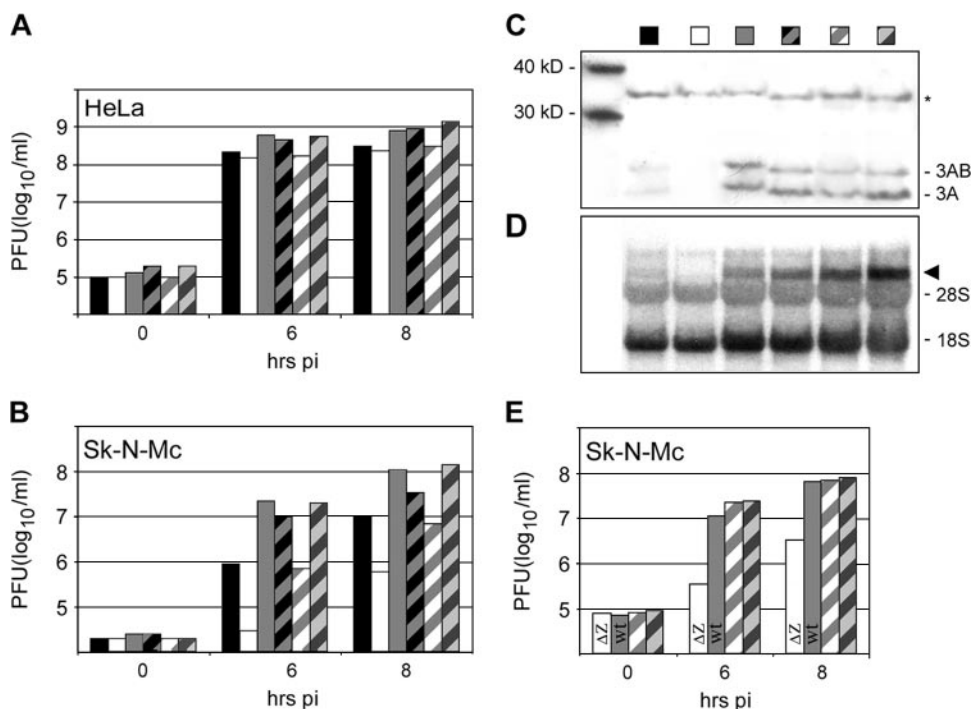 A
HeLa
PFU(log10/ml)
9
8
7
6
5
0
6
8
hrs pi
B
Sk-N-Mc
PFU(log10/ml)
8
7
6
5
0
6
8
hrs pi
C
40 kD -
30 kD -
*
- 3AB
- 3A
D
- 28S
- 18S
E
Sk-N-Mc
PFU(log10/ml)
8
7
6
5
ΔZ
wt
ΔZ
wt
ΔZ
wt
0
6
8
hrs pi